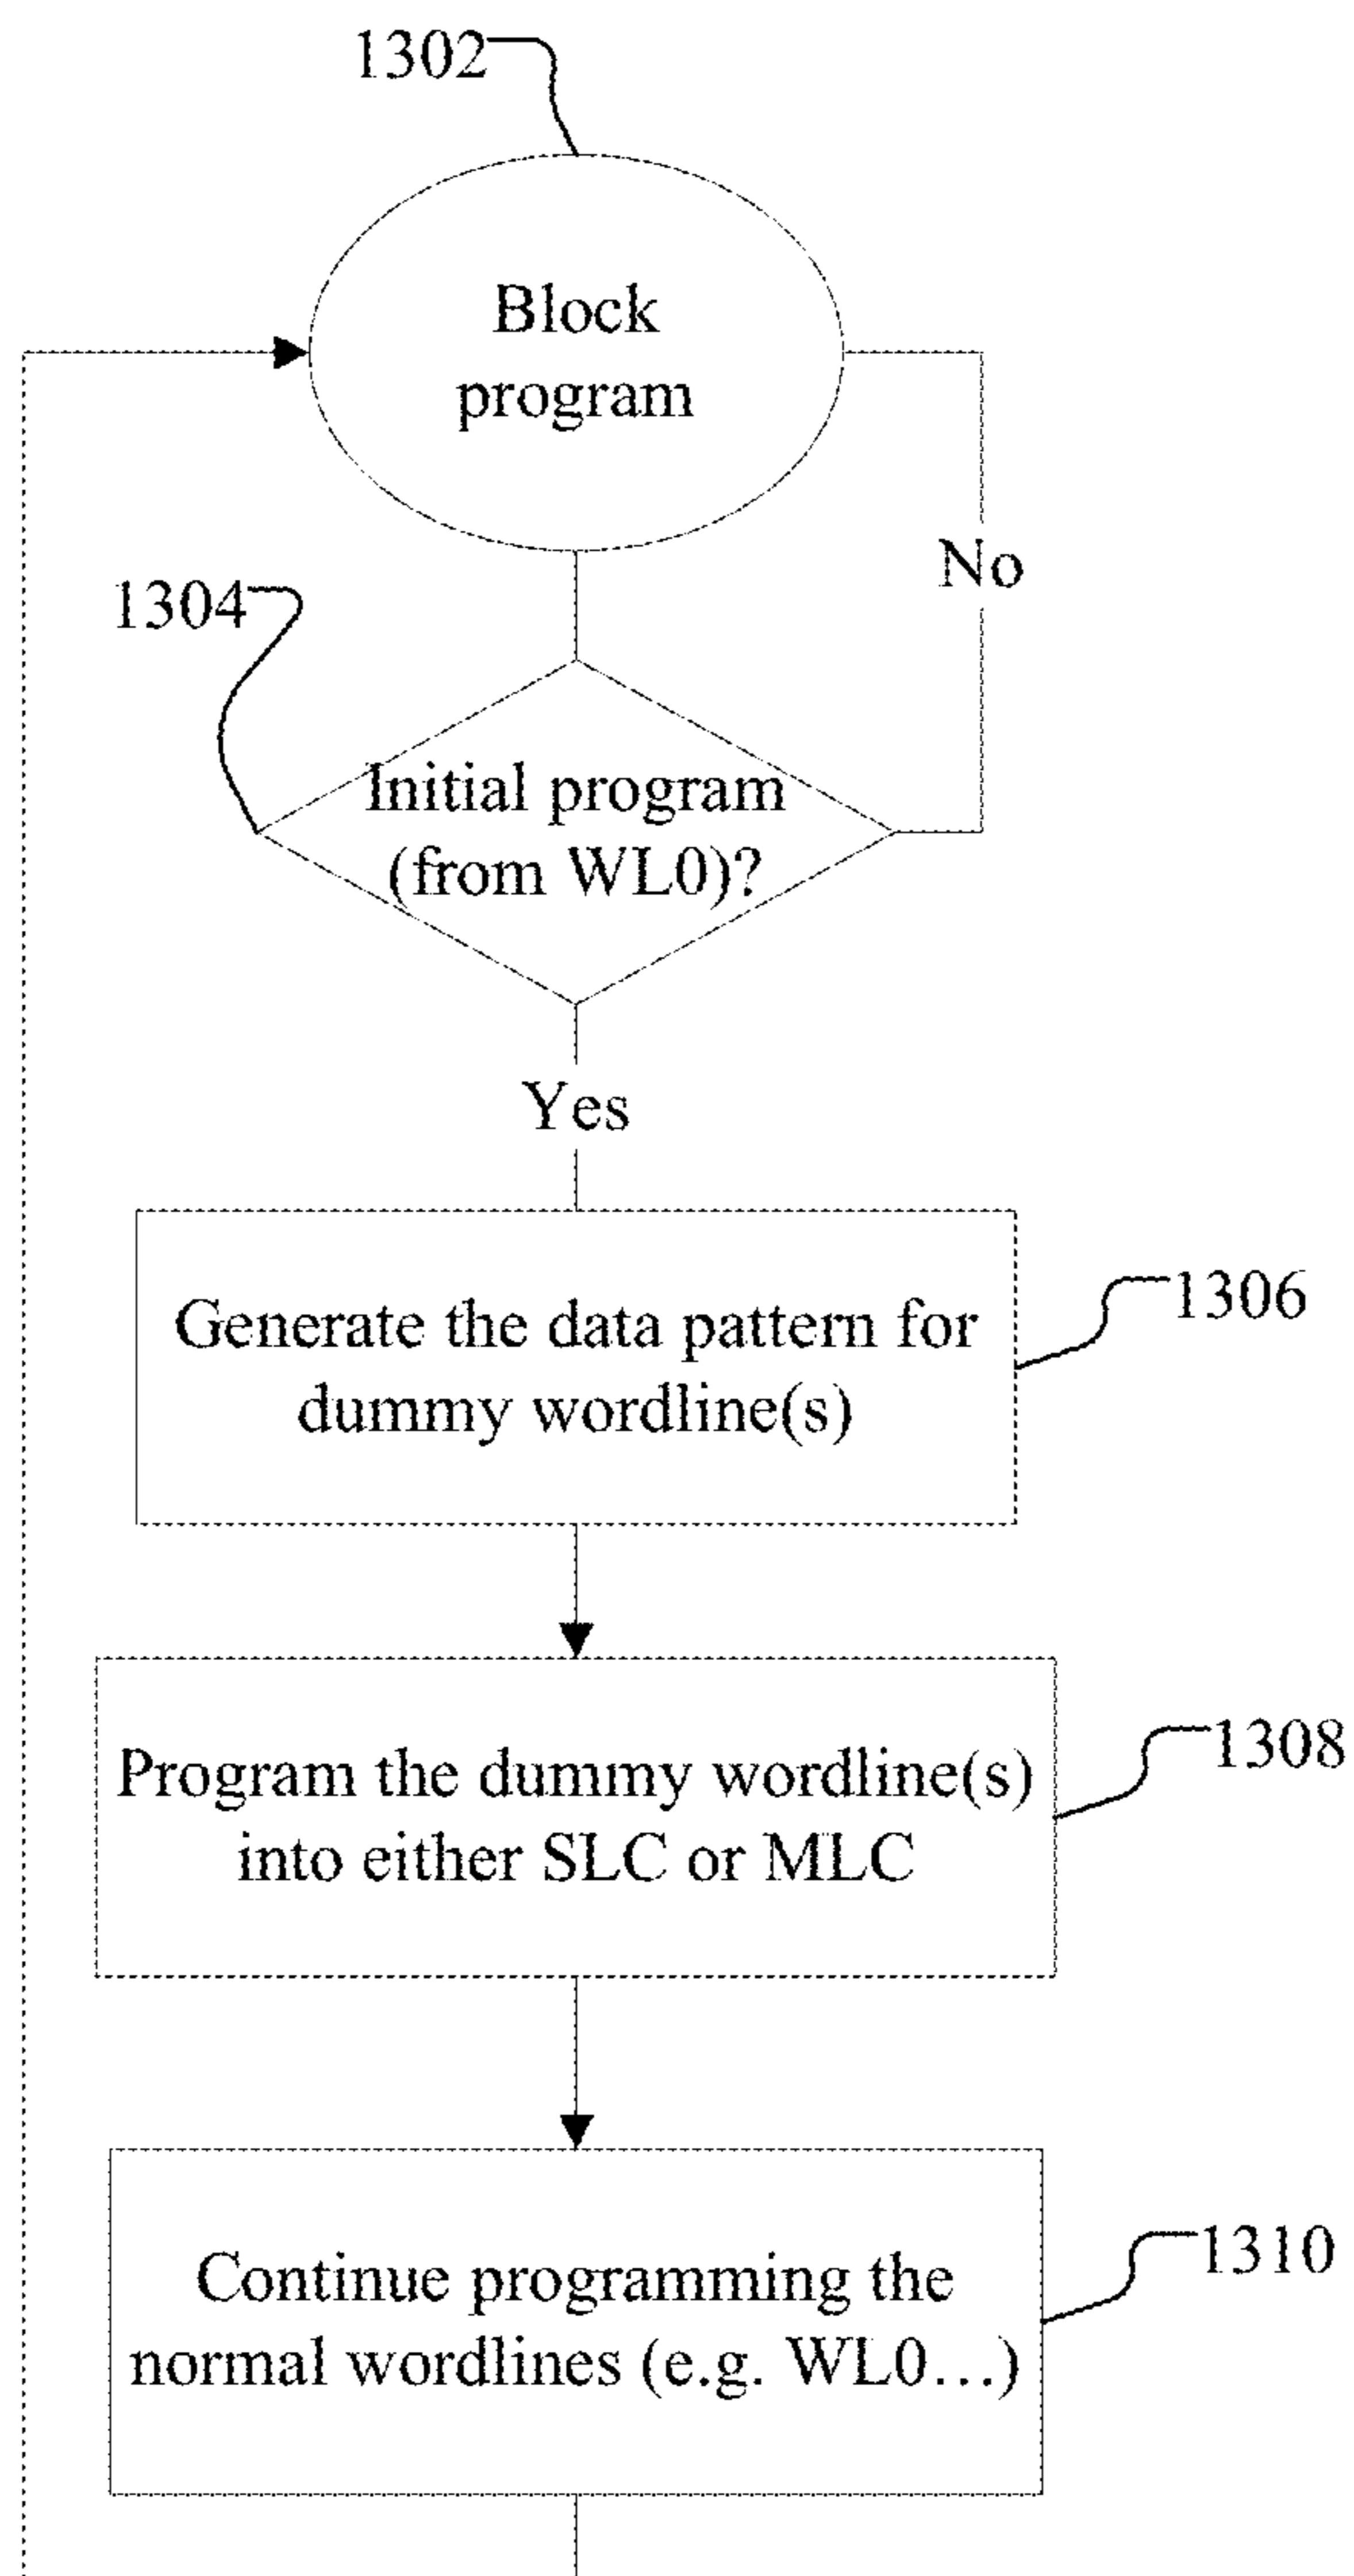 1302
Block
program
No
1304
Initial program
(from WL0)?
Yes
Generate the data pattern for
dummy wordline(s)
1306
Program the dummy wordline(s)
into either SLC or MLC
1308
Continue programming the
normal wordlines (e.g. WL0...)
1310